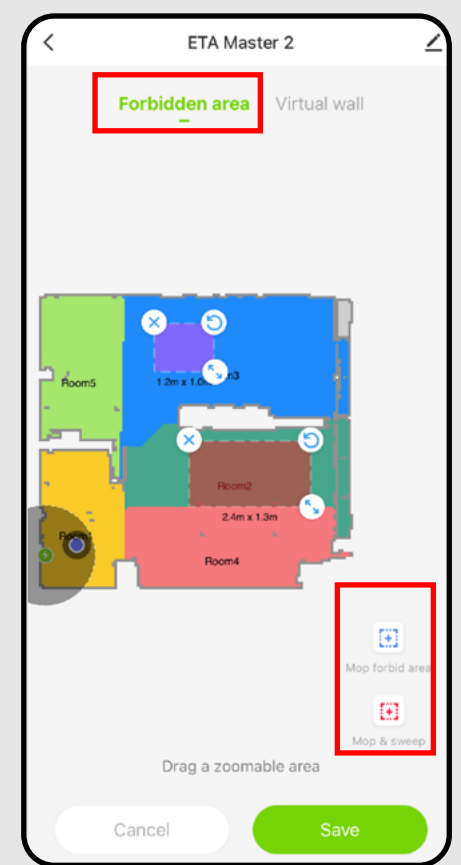 ETA Master 2
Forbidden area Virtual wall
Room5
1.2m x 1.0
m3
Room2
2.4m x 1.3m
Room4
Mop forbid area
Mop & sweep
Drag a zoomable area
Cancel Save